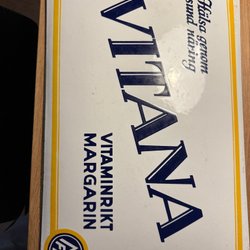 Hälsa genom
sund näring
VITANA
VITAMINRIKT
MARGARIN